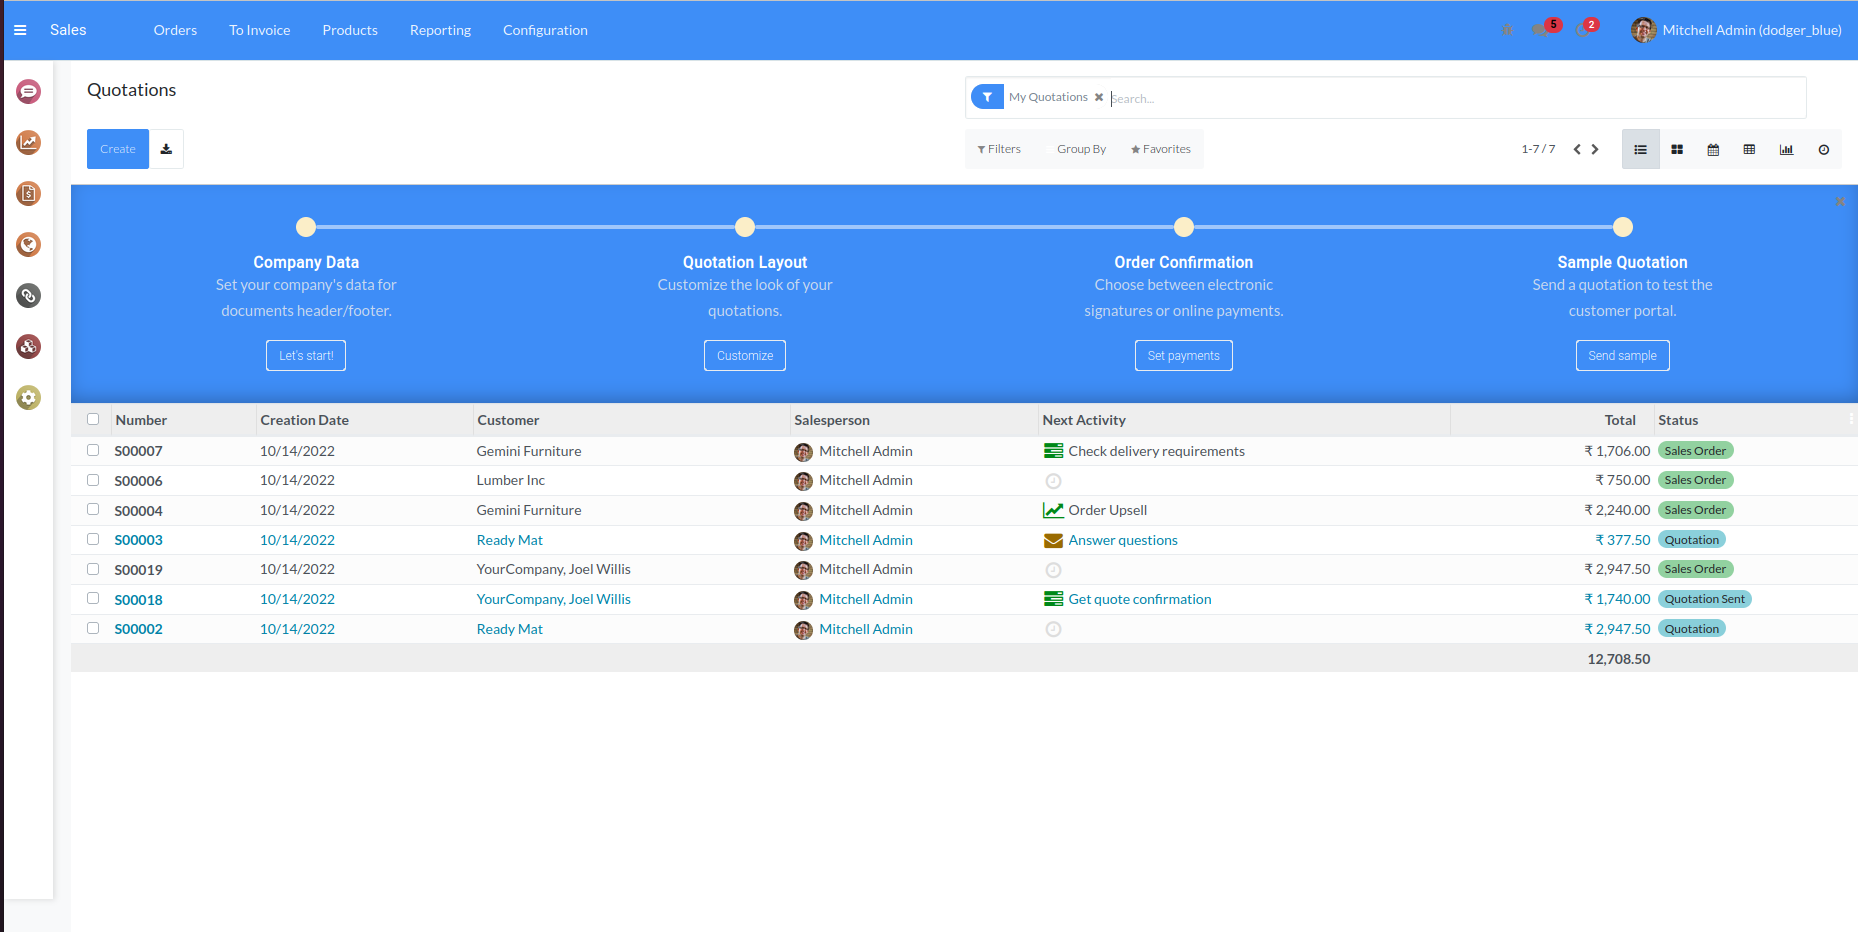 Sales Orders To Invoice Products Reporting Configuration 5 2 Mitchell Admin (dodger_blue)
Quotations
My Quotations Search...
Create Filters Group By Favorites 1-7 / 7
Company Data Quotation Layout Order Confirmation Sample Quotation
Set your company's data for Customize the look of your Choose between electronic Send a quotation to test the
documents header/footer. quotations. signatures or online payments. customer portal.
Let's start! Customize Set payments Send sample
Number Creation Date Customer Salesperson Next Activity Total Status
S00007 10/14/2022 Gemini Furniture Mitchell Admin Check delivery requirements ₹ 1,706.00 Sales Order
S00006 10/14/2022 Lumber Inc Mitchell Admin ₹ 750.00 Sales Order
S00004 10/14/2022 Gemini Furniture Mitchell Admin Order Upsell ₹ 2,240.00 Sales Order
S00003 10/14/2022 Ready Mat Mitchell Admin Answer questions ₹ 377.50 Quotation
S00019 10/14/2022 YourCompany, Joel Willis Mitchell Admin ₹ 2,947.50 Sales Order
S00018 10/14/2022 YourCompany, Joel Willis Mitchell Admin Get quote confirmation ₹ 1,740.00 Quotation Sent
S00002 10/14/2022 Ready Mat Mitchell Admin ₹ 2,947.50 Quotation
12,708.50